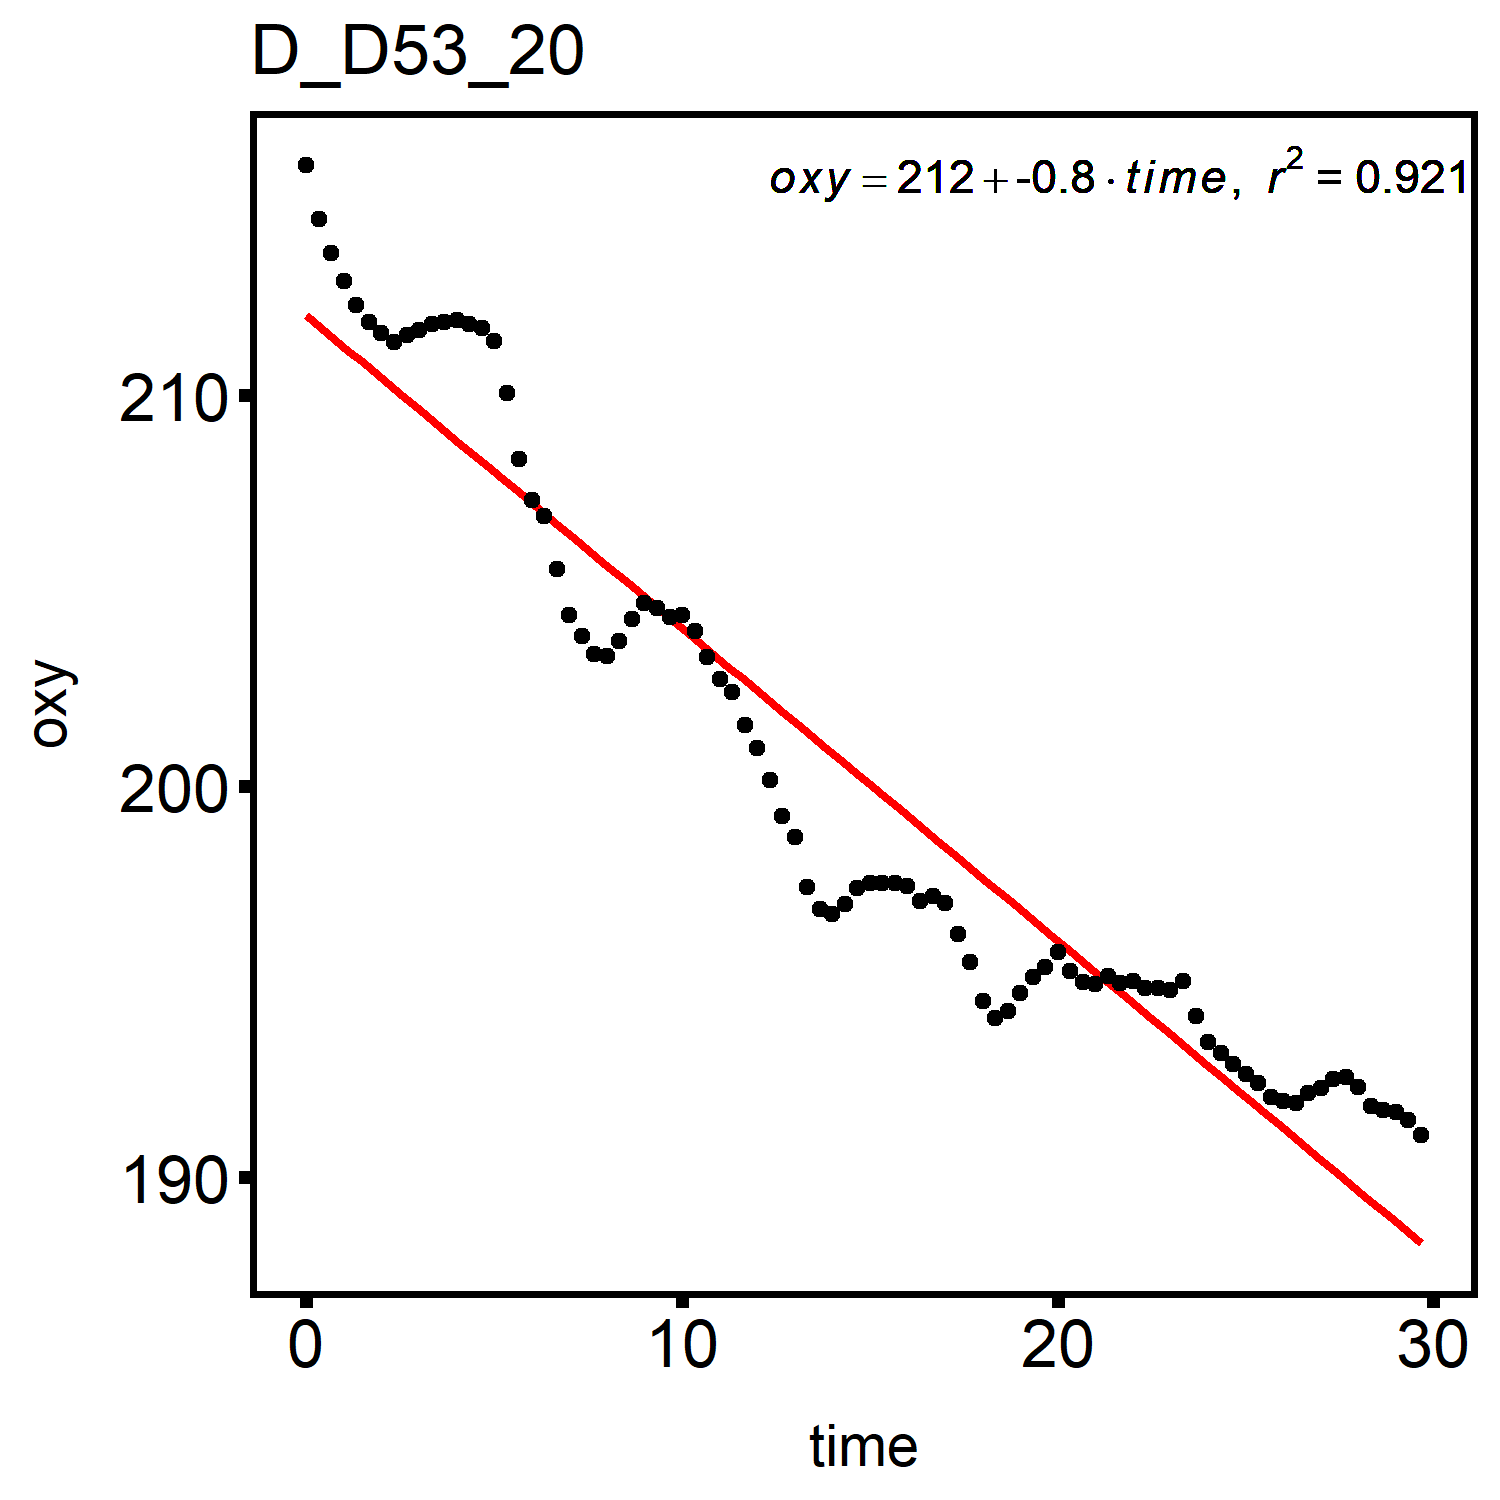 D_D53_20
oxy = 212 + -0.8 · time, r² = 0.921
210
200
190
oxy
0 10 20 30
time